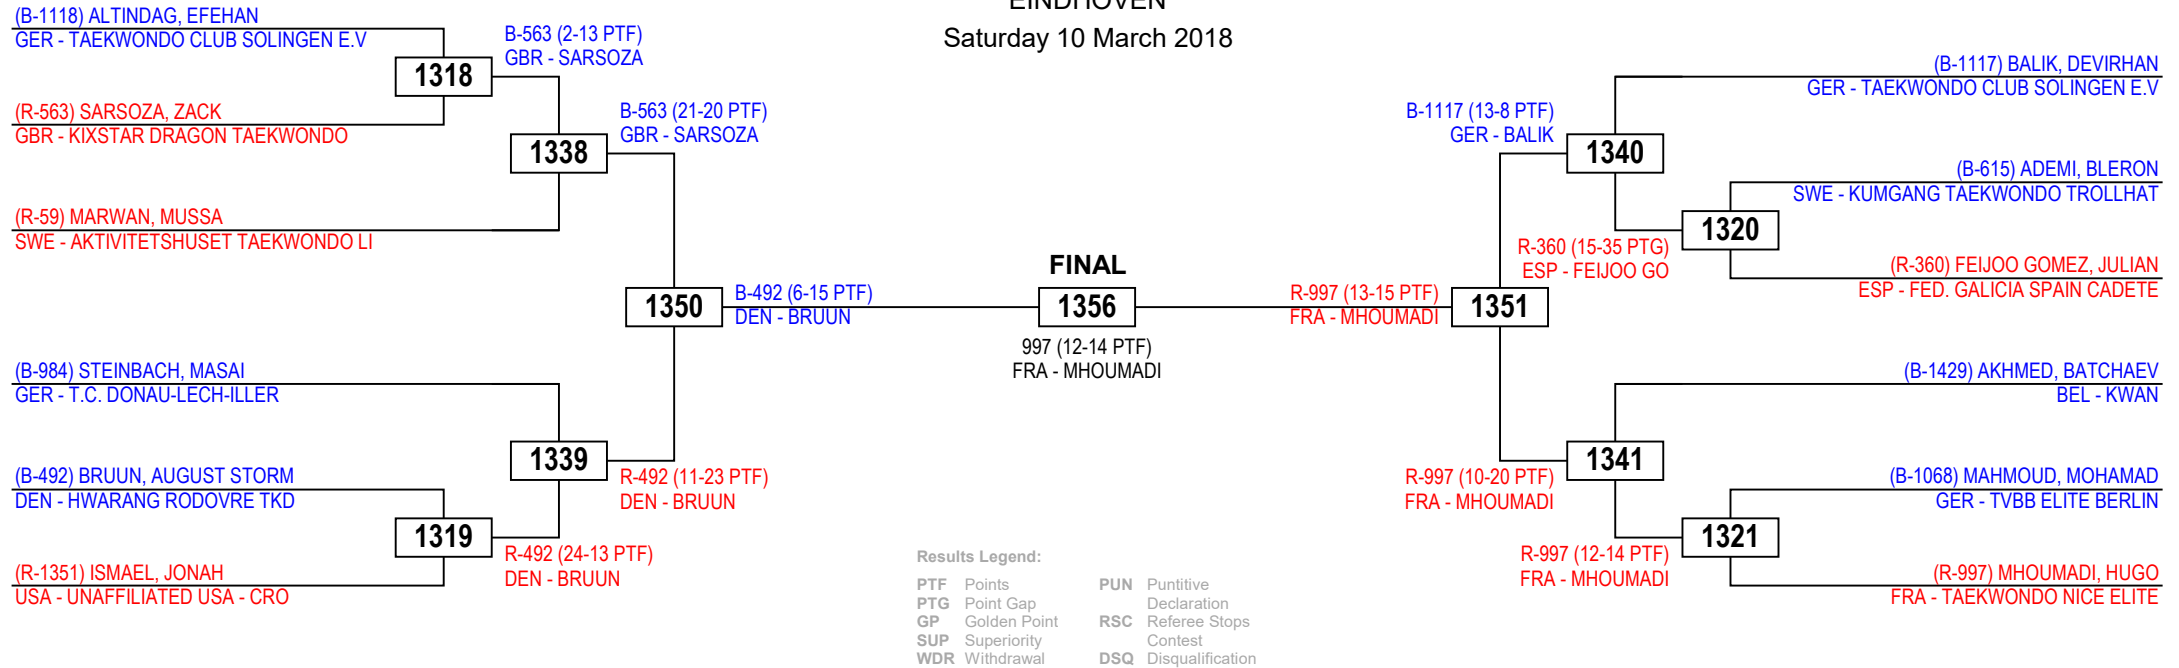 EINDHOVEN
Saturday 10 March 2018
(B-1118) ALTINDAG, EFEHAN
GER - TAEKWONDO CLUB SOLINGEN E.V
1318
(R-563) SARSOZA, ZACK
GBR - KIXSTAR DRAGON TAEKWONDO
B-563 (2-13 PTF)
GBR - SARSOZA
1338
(R-59) MARWAN, MUSSA
SWE - AKTIVITETSHUSET TAEKWONDO LI
B-563 (21-20 PTF)
GBR - SARSOZA
1350
(B-984) STEINBACH, MASAI
GER - T.C. DONAU-LECH-ILLER
1339
(B-492) BRUUN, AUGUST STORM
DEN - HWARANG RODOVRE TKD
1319
(R-1351) ISMAEL, JONAH
USA - UNAFFILIATED USA - CRO
R-492 (24-13 PTF)
DEN - BRUUN
R-492 (11-23 PTF)
DEN - BRUUN
B-492 (6-15 PTF)
DEN - BRUUN
FINAL
1356
997 (12-14 PTF)
FRA - MHOUMADI
R-997 (13-15 PTF)
FRA - MHOUMADI
1351
B-1117 (13-8 PTF)
GER - BALIK
1340
(B-1117) BALIK, DEVIRHAN
GER - TAEKWONDO CLUB SOLINGEN E.V
(B-615) ADEMI, BLERON
SWE - KUMGANG TAEKWONDO TROLLHAT
1320
R-360 (15-35 PTG)
ESP - FEIJOO GO
(R-360) FEIJOO GOMEZ, JULIAN
ESP - FED. GALICIA SPAIN CADETE
(B-1429) AKHMED, BATCHAEV
BEL - KWAN
1341
R-997 (10-20 PTF)
FRA - MHOUMADI
(B-1068) MAHMOUD, MOHAMAD
GER - TVBB ELITE BERLIN
1321
R-997 (12-14 PTF)
FRA - MHOUMADI
(R-997) MHOUMADI, HUGO
FRA - TAEKWONDO NICE ELITE
Results Legend:
PTF Points
PTG Point Gap
GP Golden Point
SUP Superiority
WDR Withdrawal
PUN Puntitive
Declaration
RSC Referee Stops
Contest
DSQ Disqualification